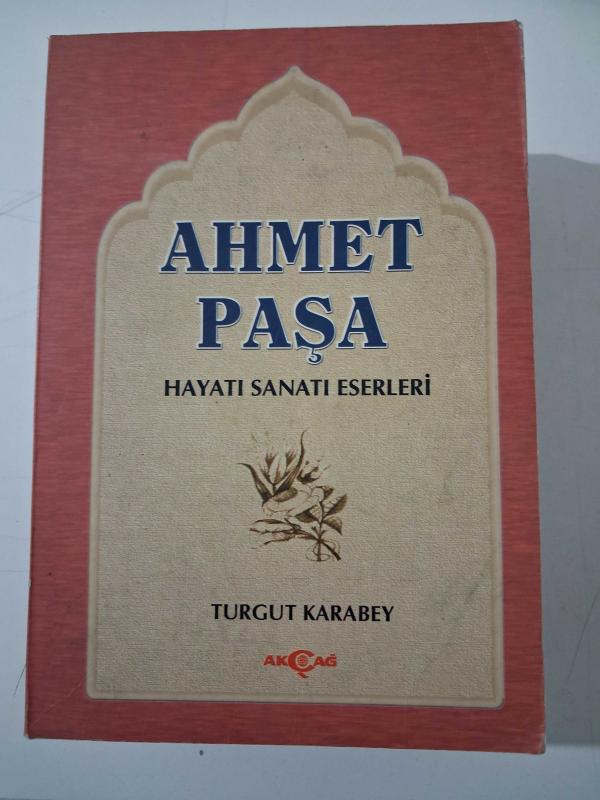 AHMET
PAŞA
HAYATI SANATI ESERLERİ
TURGUT KARABEY
AKÇAĞ